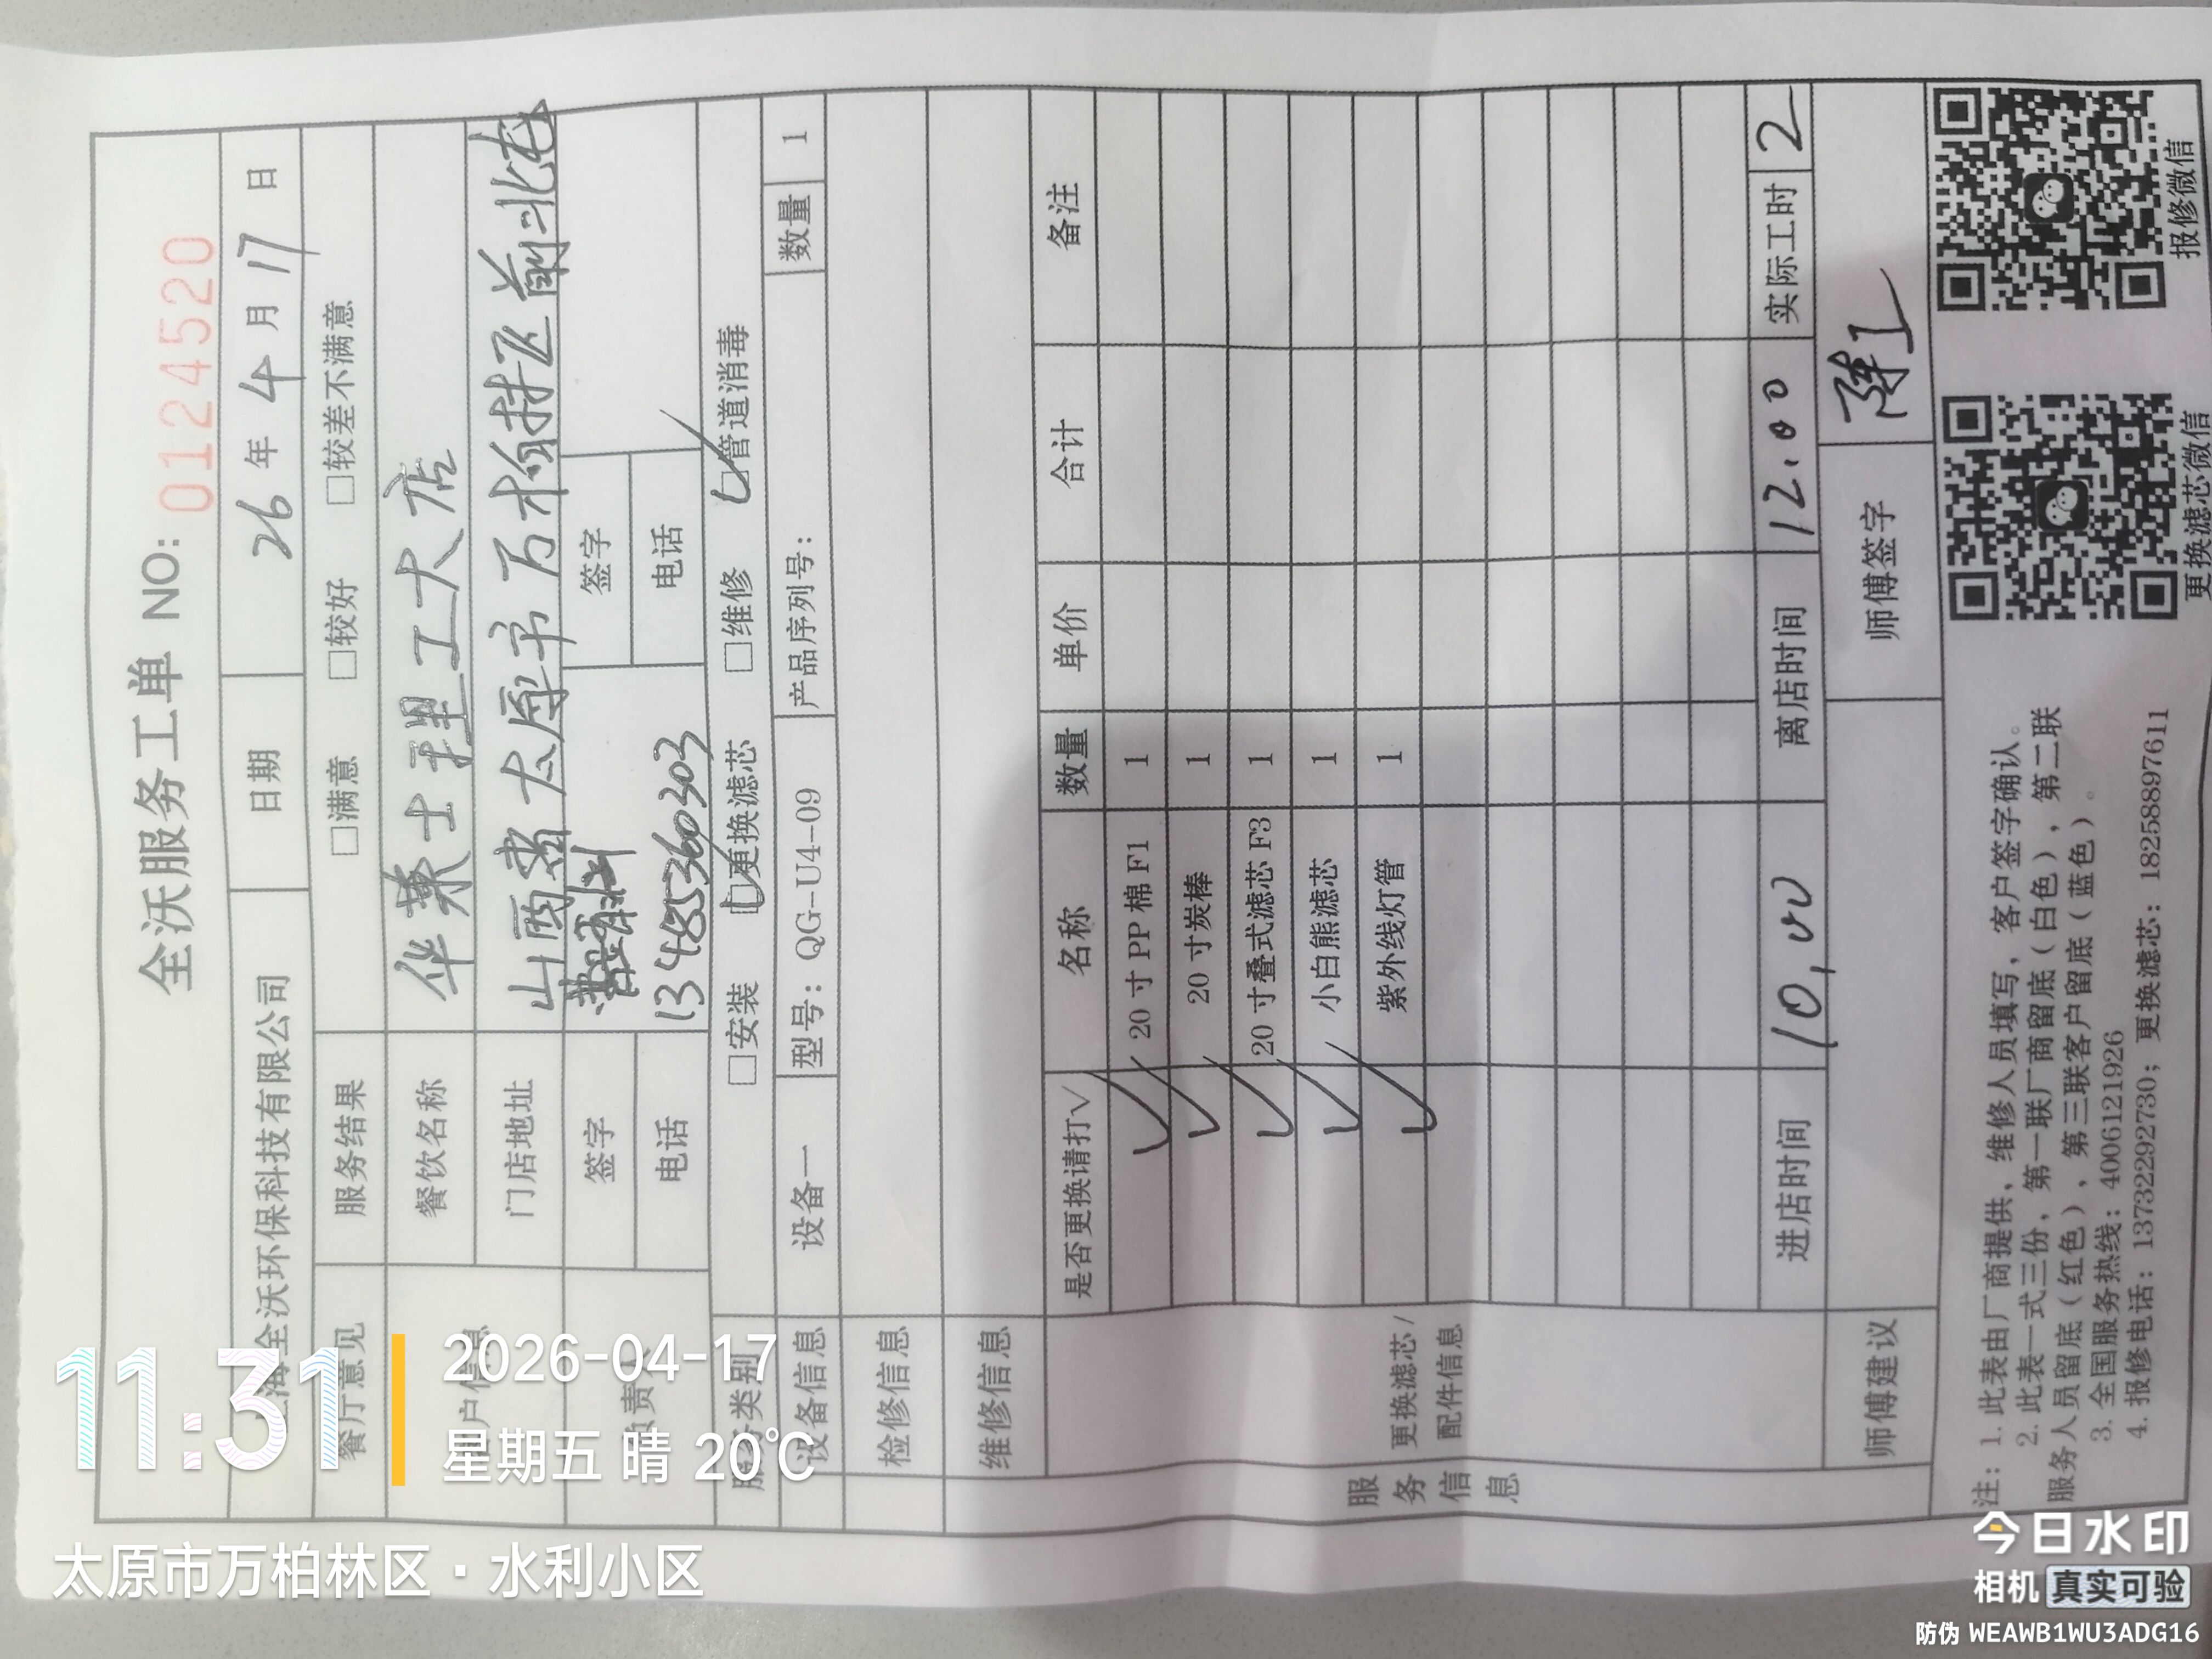 全沃服务工单 NO: 0124520
上海全沃环保科技有限公司 日期 26 年 4 月 17 日
餐厅意见 服务结果 □满意 □较好 □较差不满意
客户信息 餐饮名称 华莱士理工大店
门店地址 山西省太原市万柏林区前北屯
负责人 签字 签字
电话 13485360303 电话
服务类别 □安装 ☑更换滤芯 □维修 ☑管道消毒
设备信息 设备一 型号：QG-U4-09 产品序列号： 数量 1
检修信息
维修信息
服务信息
更换滤芯/配件信息
是否更换请打√ 名称 数量 单价 合计 备注
√ 20 寸 PP 棉 F1 1
√ 20 寸炭棒 1
√ 20 寸叠式滤芯 F3 1
√ 小白熊滤芯 1
√ 紫外线灯管 1
进店时间 10,00 离店时间 12.00 实际工时 2
师傅建议 师傅签字
注：1. 此表由厂商提供，维修人员填写，客户签字确认。
2. 此表一式三份，第一联厂商留底（白色），第二联
服务人员留底（红色），第三联客户留底（蓝色）。
3. 全国服务热线：4006121926
4. 报修电话：13732292730；更换滤芯：18258897611
更换滤芯微信 报修微信
11:31
2026-04-17
星期五 晴 20℃
太原市万柏林区·水利小区
今日水印
相机 真实可验
防伪 WEAWB1WU3ADG16